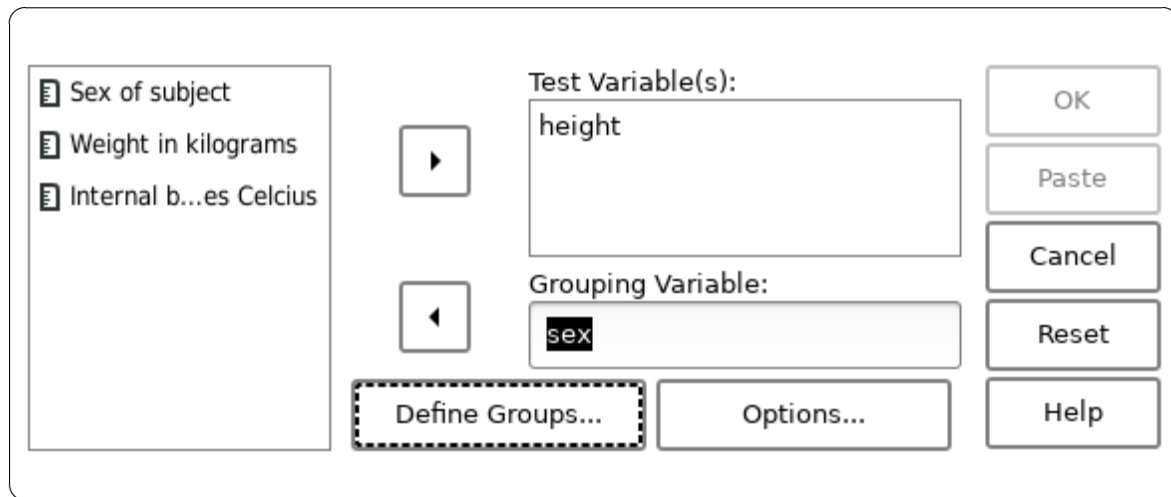 Sex of subject
Weight in kilograms
Internal b...es Celcius
Test Variable(s):
height
Grouping Variable:
sex
Define Groups...
Options...
OK
Paste
Cancel
Reset
Help